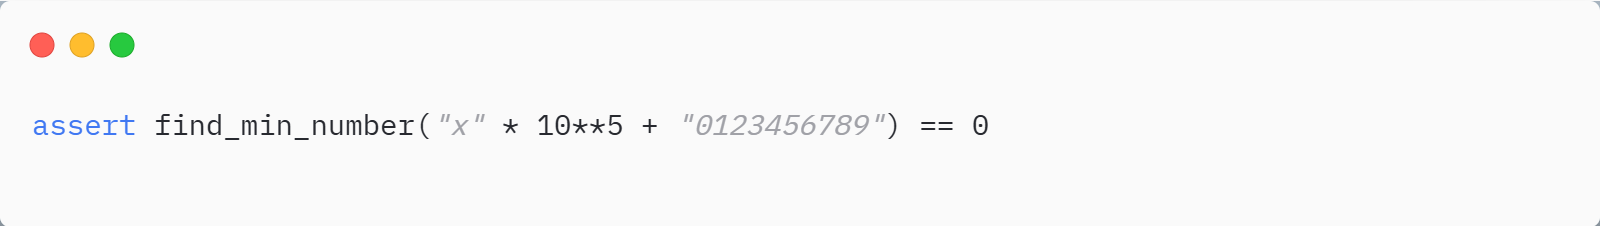 assert find_min_number("x" * 10**5 + "0123456789") == 0